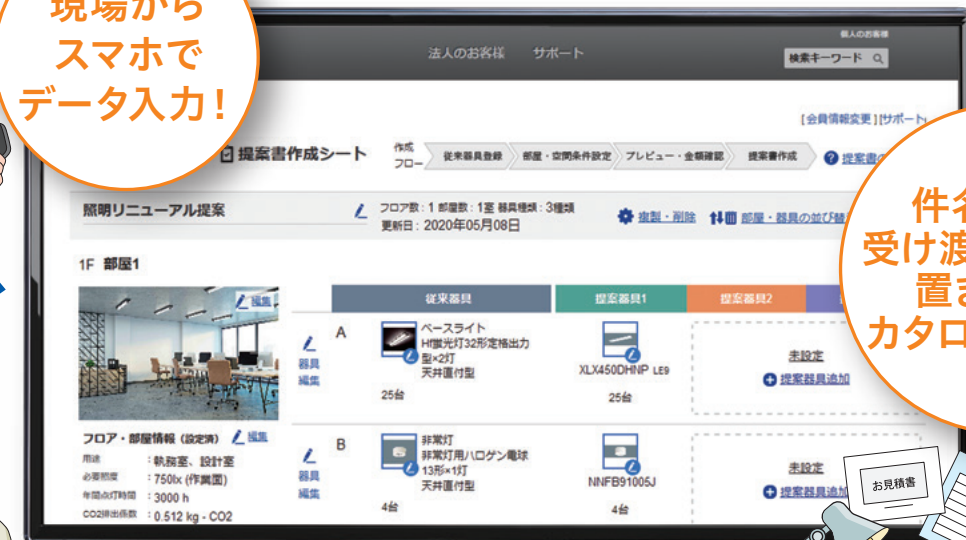 現場から
スマホで
データ入力！
法人のお客様 サポート
個人のお客様
検索キーワード
[会員情報変更] [サポート
提案書作成シート
作成
フロー
従来器具登録 部屋・空間条件設定 プレビュー・金額確認 提案書作成
提案書の
照明リニューアル提案
フロア数：1 部屋数：1室 器具種類：3種類
更新日：2020年05月08日
複製・削除 部屋・器具の並び替
件名
受け渡
置き
カタロ
1F 部屋1
編集
従来器具 提案器具1 提案器具2
器具
編集
A
ベースライト
Hf蛍光灯32形定格出力
型×2灯
天井直付型
25台
XLX450DHNP LE9
25台
未設定
提案器具追加
フロア・部屋情報（設定済） 編集
用途 ：執務室、設計室
必要照度 ：750lx (作業面)
年間点灯時間 ：3000 h
CO2排出係数 ：0.512 kg - CO2
器具
編集
B
非常灯
非常灯用ハロゲン電球
13形×1灯
天井直付型
4台
NNFB91005J
4台
未設定
提案器具追加
お見積書